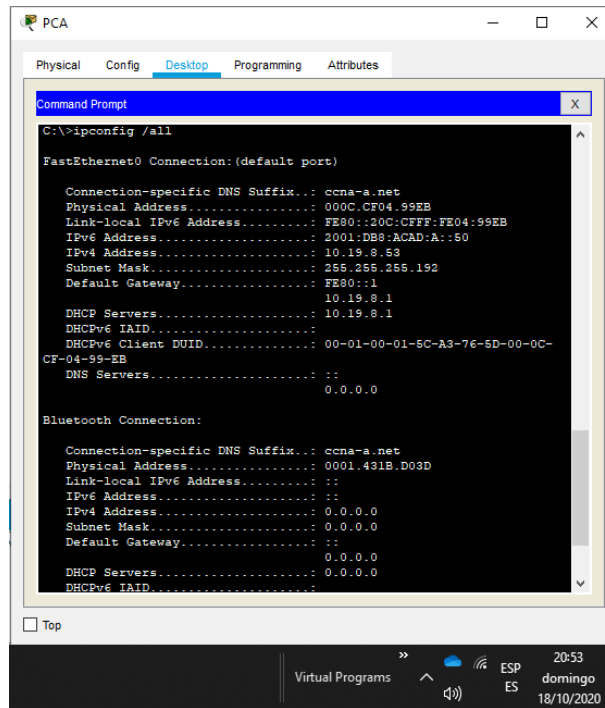 PCA
Physical Config Desktop Programming Attributes
Command Prompt X
C:\>ipconfig /all
FastEthernet0 Connection:(default port)
Connection-specific DNS Suffix..: ccna-a.net
Physical Address................: 000C.CF04.99EB
Link-local IPv6 Address.........: FE80::20C:CFFF:FE04:99EB
IPv6 Address....................: 2001:DB8:ACAD:A::50
IPv4 Address....................: 10.19.8.53
Subnet Mask.....................: 255.255.255.192
Default Gateway.................: FE80::1
10.19.8.1
DHCP Servers....................: 10.19.8.1
DHCPv6 IAID.....................:
DHCPv6 Client DUID..............: 00-01-00-01-5C-A3-76-5D-00-0C-
CF-04-99-EB
DNS Servers.....................: ::
0.0.0.0
Bluetooth Connection:
Connection-specific DNS Suffix..: ccna-a.net
Physical Address................: 0001.431B.D03D
Link-local IPv6 Address.........: ::
IPv6 Address....................: ::
IPv4 Address....................: 0.0.0.0
Subnet Mask.....................: 0.0.0.0
Default Gateway.................: ::
0.0.0.0
DHCP Servers....................: 0.0.0.0
DHCPv6 IAID.....................:
Top
Virtual Programs
ESP
ES
20:53
domingo
18/10/2020